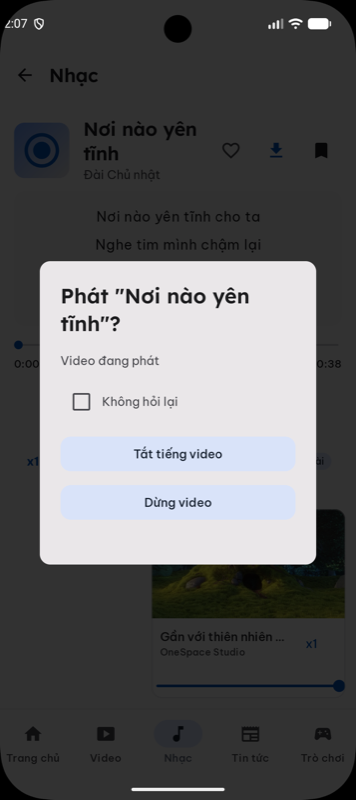 2:07
Nhạc
Nơi nào yên
tĩnh
Đài Chủ nhật
Nơi nào yên tĩnh cho ta
Nghe tim mình chậm lại
Phát "Nơi nào yên
tĩnh"?
Video đang phát
Không hỏi lại
Tắt tiếng video
Dừng video
0:00
0:38
x1
Gần với thiên nhiên ...
OneSpace Studio
x1
Trang chủ
Video
Nhạc
Tin tức
Trò chơi